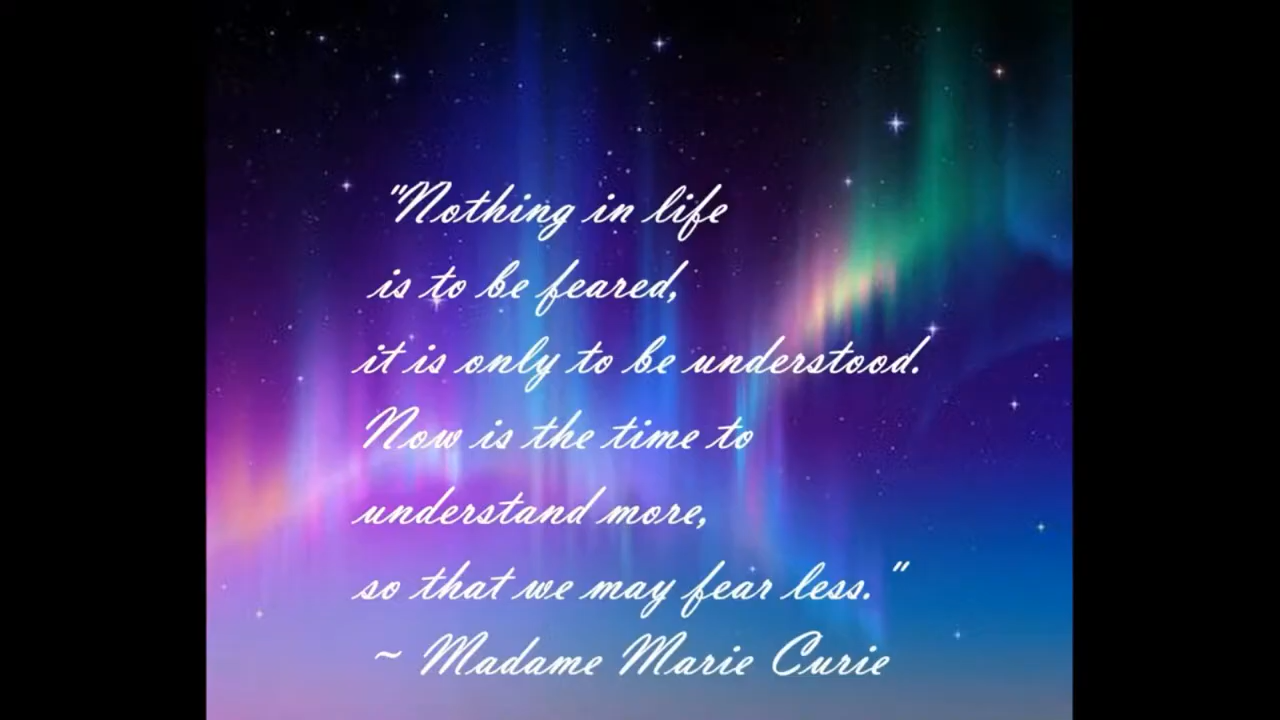 "Nothing in life
is to be feared,
it is only to be understood.
Now is the time to
understand more,
so that we may fear less."
~ Madame Marie Curie